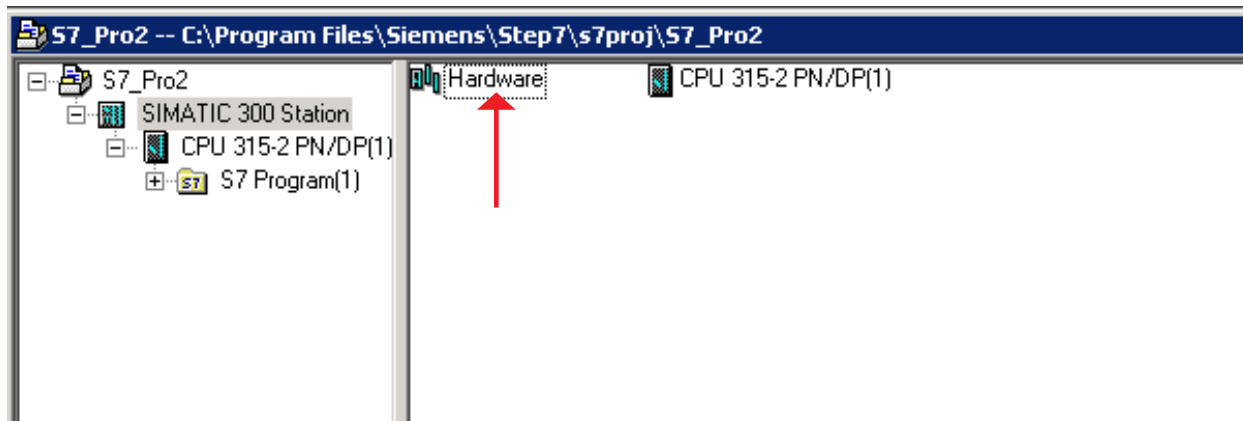 S7_Pro2 -- C:\Program Files\Siemens\Step7\s7proj\S7_Pro2
S7_Pro2
SIMATIC 300 Station
CPU 315-2 PN/DP(1)
S7 Program(1)
Hardware
CPU 315-2 PN/DP(1)